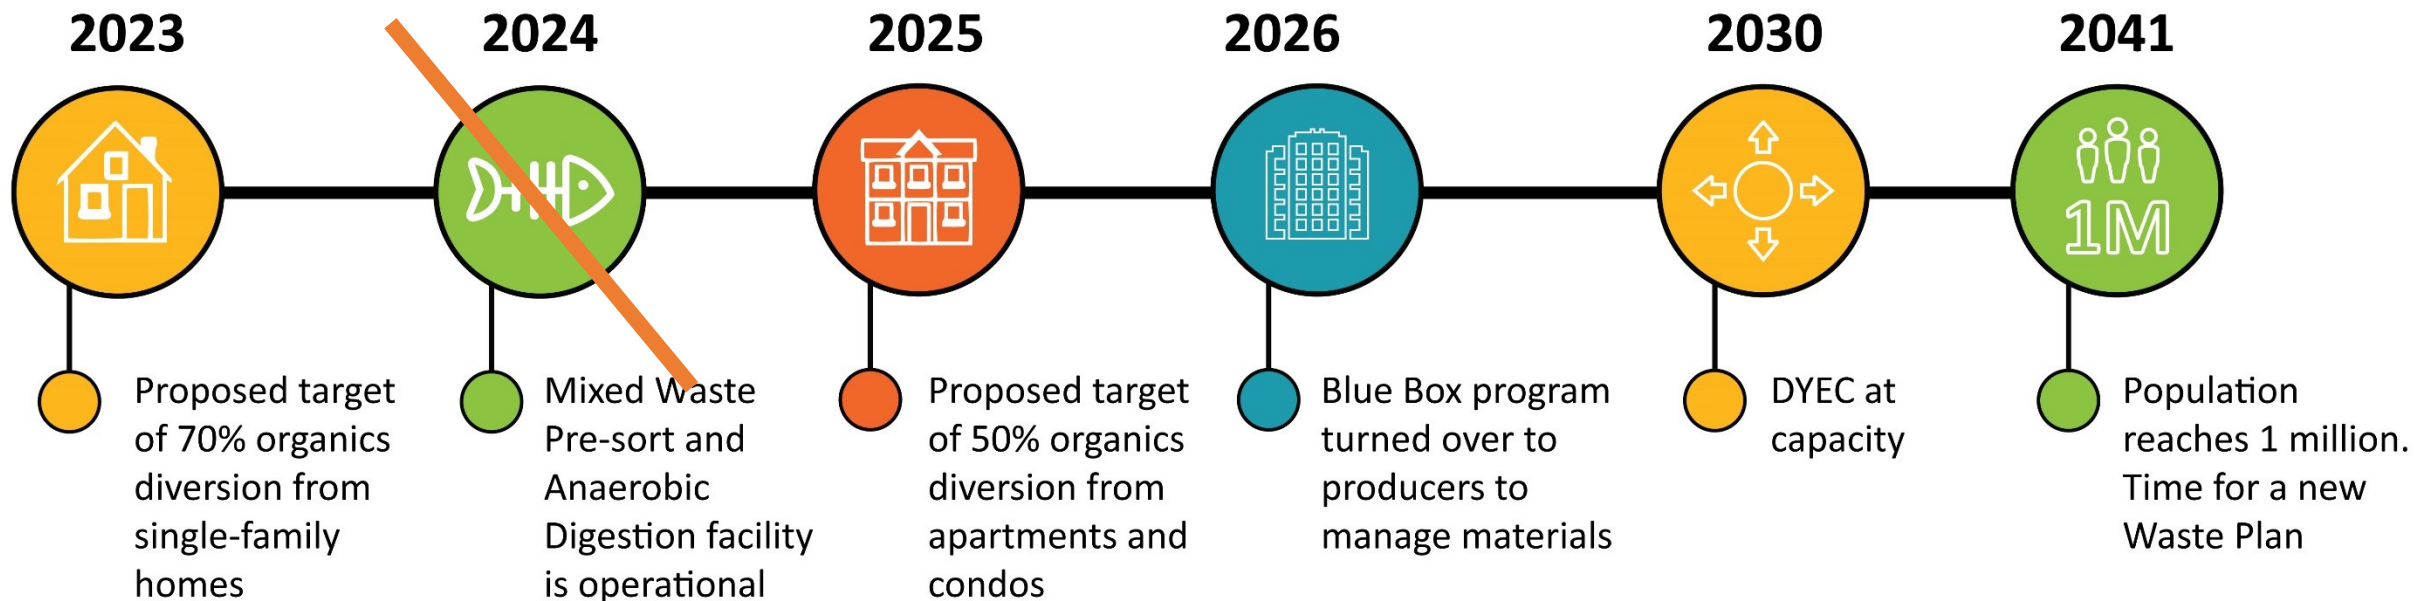 2023
Proposed target
of 70% organics
diversion from
single-family
homes
2024
Mixed Waste
Pre-sort and
Anaerobic
Digestion facility
is operational
2025
Proposed target
of 50% organics
diversion from
apartments and
condos
2026
Blue Box program
turned over to
producers to
manage materials
2030
DYEC at
capacity
2041
1M
Population
reaches 1 million.
Time for a new
Waste Plan